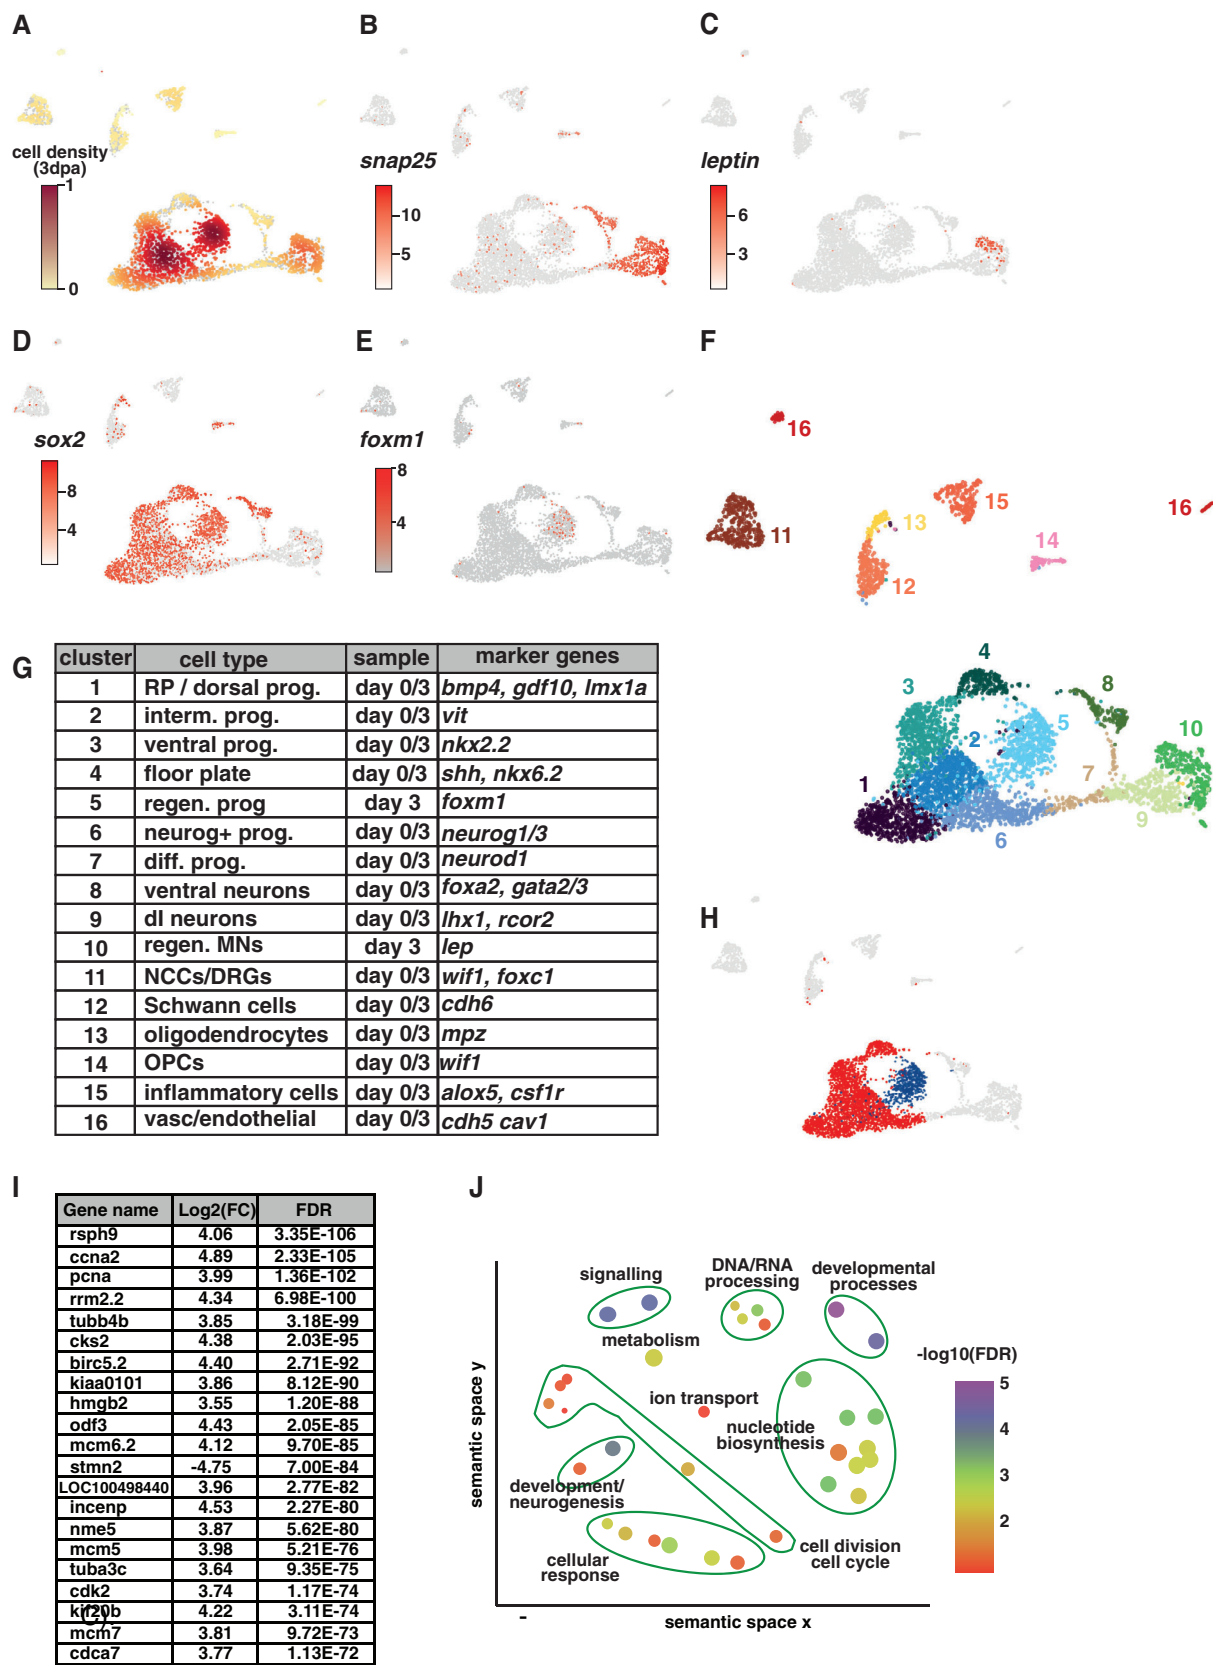 A
B
C
cell density
(3dpa)
1
0
snap25
10
5
leptin
6
3
D
E
F
sox2
8
4
foxm1
8
4
16
11
13
12
15
14
16
4
3
8
5
2
10
1
7
9
6
G
cluster cell type sample marker genes
1 RP / dorsal prog. day 0/3 bmp4, gdf10, lmx1a
2 interm. prog. day 0/3 vit
3 ventral prog. day 0/3 nkx2.2
4 floor plate day 0/3 shh, nkx6.2
5 regen. prog day 3 foxm1
6 neurog+ prog. day 0/3 neurog1/3
7 diff. prog. day 0/3 neurod1
8 ventral neurons day 0/3 foxa2, gata2/3
9 dI neurons day 0/3 lhx1, rcor2
10 regen. MNs day 3 lep
11 NCCs/DRGs day 0/3 wif1, foxc1
12 Schwann cells day 0/3 cdh6
13 oligodendrocytes day 0/3 mpz
14 OPCs day 0/3 wif1
15 inflammatory cells day 0/3 alox5, csf1r
16 vasc/endothelial day 0/3 cdh5 cav1
H
I
Gene name Log2(FC) FDR
rsph9 4.06 3.35E-106
ccna2 4.89 2.33E-105
pcna 3.99 1.36E-102
rrm2.2 4.34 6.98E-100
tubb4b 3.85 3.18E-99
cks2 4.38 2.03E-95
birc5.2 4.40 2.71E-92
kiaa0101 3.86 8.12E-90
hmgb2 3.55 1.20E-88
odf3 4.43 2.05E-85
mcm6.2 4.12 9.70E-85
stmn2 -4.75 7.00E-84
LOC100498440 3.96 2.77E-82
incenp 4.53 2.27E-80
nme5 3.87 5.62E-80
mcm5 3.98 5.21E-76
tuba3c 3.64 9.35E-75
cdk2 3.74 1.17E-74
kif20b 4.22 3.11E-74
mcm7 3.81 9.72E-73
cdca7 3.77 1.13E-72
J
signalling
DNA/RNA
processing
developmental
processes
metabolism
ion transport
nucleotide
biosynthesis
development/
neurogenesis
cellular
response
cell division
cell cycle
semantic space y
-
semantic space x
-log10(FDR)
5
4
3
2